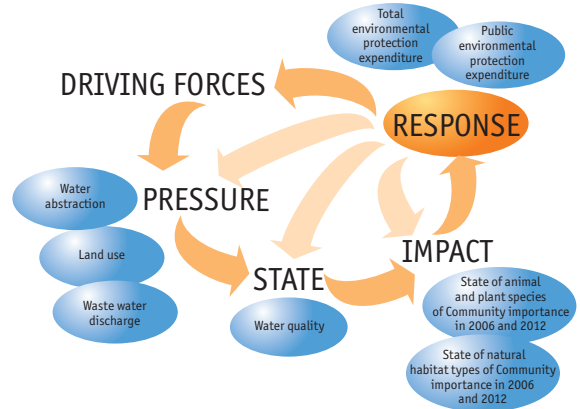 Total
environmental
protection
expenditure
Public
environmental
protection
expenditure
DRIVING FORCES
RESPONSE
Water
abstraction
PRESSURE
Land use
Waste water
discharge
STATE
Water quality
IMPACT
State of animal
and plant species
of Community importance
in 2006 and 2012
State of natural
habitat types of Community
importance in 2006
and 2012